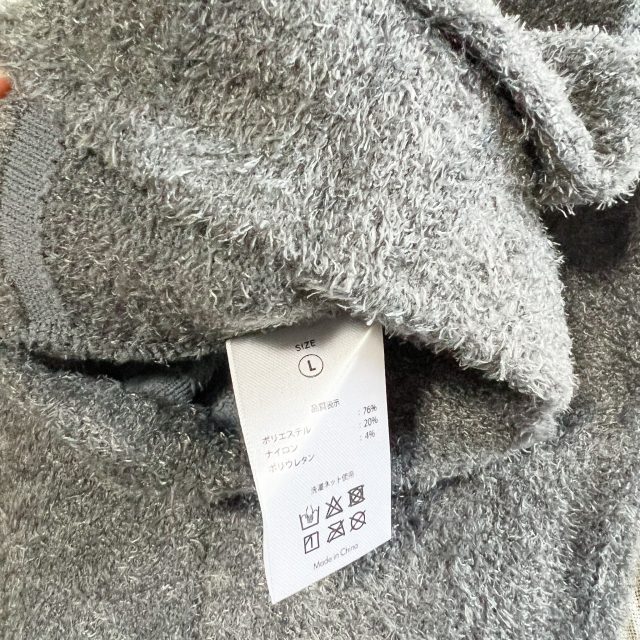 SIZE
L
品質表示
ポリエステル : 76%
ナイロン : 20%
ポリウレタン : 4%
洗濯ネット使用
Made in China